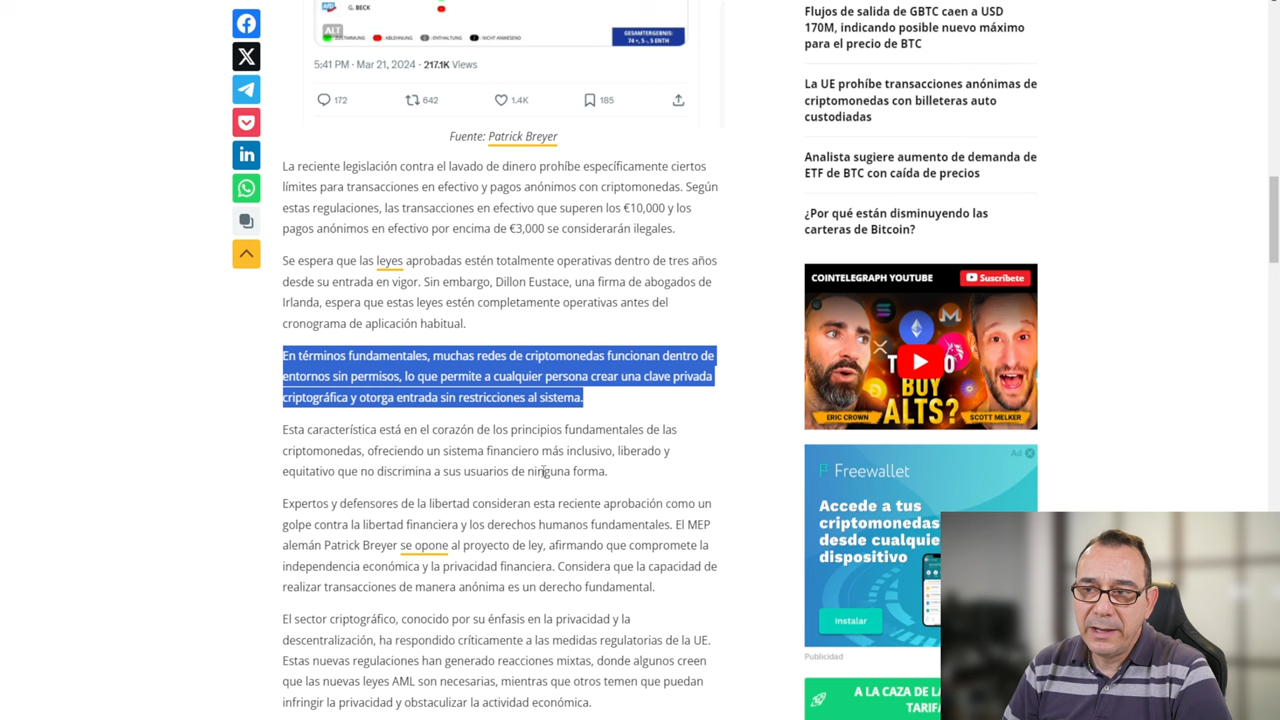 G. BECK
ALT
ZUSTIMMUNG
ABLEHNUNG
ENTHALTUNG
NICHT ANWESEND
GESAMTERGEBNIS:
74 +, 5 -, 5 ENTH
5:41 PM · Mar 21, 2024 · 217.1K Views
172
642
1.4K
185
Fuente: Patrick Breyer
La reciente legislación contra el lavado de dinero prohíbe específicamente ciertos
límites para transacciones en efectivo y pagos anónimos con criptomonedas. Según
estas regulaciones, las transacciones en efectivo que superen los €10,000 y los
pagos anónimos en efectivo por encima de €3,000 se considerarán ilegales.
Se espera que las leyes aprobadas estén totalmente operativas dentro de tres años
desde su entrada en vigor. Sin embargo, Dillon Eustace, una firma de abogados de
Irlanda, espera que estas leyes estén completamente operativas antes del
cronograma de aplicación habitual.
En términos fundamentales, muchas redes de criptomonedas funcionan dentro de
entornos sin permisos, lo que permite a cualquier persona crear una clave privada
criptográfica y otorga entrada sin restricciones al sistema.
Esta característica está en el corazón de los principios fundamentales de las
criptomonedas, ofreciendo un sistema financiero más inclusivo, liberado y
equitativo que no discrimina a sus usuarios de ninguna forma.
Expertos y defensores de la libertad consideran esta reciente aprobación como un
golpe contra la libertad financiera y los derechos humanos fundamentales. El MEP
alemán Patrick Breyer se opone al proyecto de ley, afirmando que compromete la
independencia económica y la privacidad financiera. Considera que la capacidad de
realizar transacciones de manera anónima es un derecho fundamental.
El sector criptográfico, conocido por su énfasis en la privacidad y la
descentralización, ha respondido críticamente a las medidas regulatorias de la UE.
Estas nuevas regulaciones han generado reacciones mixtas, donde algunos creen
que las nuevas leyes AML son necesarias, mientras que otros temen que puedan
infringir la privacidad y obstaculizar la actividad económica.
Flujos de salida de GBTC caen a USD
170M, indicando posible nuevo máximo
para el precio de BTC
La UE prohíbe transacciones anónimas de
criptomonedas con billeteras auto
custodiadas
Analista sugiere aumento de demanda de
ETF de BTC con caída de precios
¿Por qué están disminuyendo las
carteras de Bitcoin?
COINTELEGRAPH YOUTUBE
Suscríbete
BUY
ALTS?
ERIC CROWN
SCOTT MELKER
Ad
Freewallet
Accede a tus
criptomonedas
desde cualquier
dispositivo
Instalar
Publicidad
A LA CAZA DE LA
TARIFA